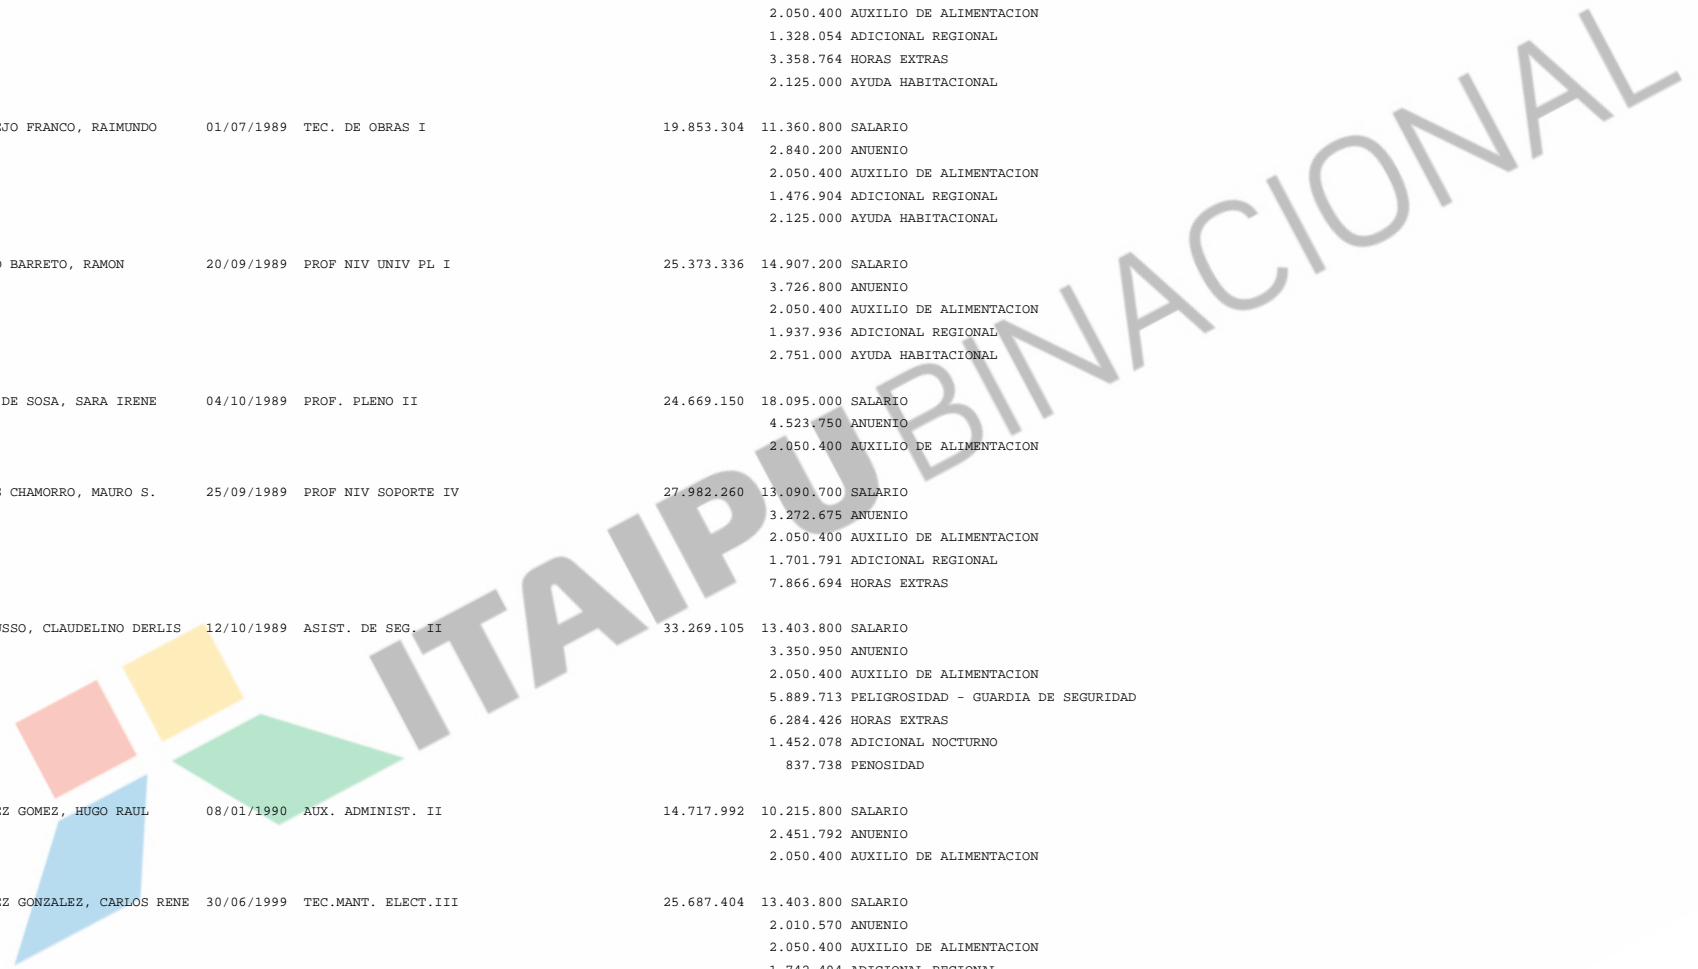 2.050.400 AUXILIO DE ALIMENTACION
1.328.054 ADICIONAL REGIONAL
3.358.764 HORAS EXTRAS
2.125.000 AYUDA HABITACIONAL
JO FRANCO, RAIMUNDO 01/07/1989 TEC. DE OBRAS I 19.853.304 11.360.800 SALARIO
2.840.200 ANUENIO
2.050.400 AUXILIO DE ALIMENTACION
1.476.904 ADICIONAL REGIONAL
2.125.000 AYUDA HABITACIONAL
BARRETO, RAMON 20/09/1989 PROF NIV UNIV PL I 25.373.336 14.907.200 SALARIO
3.726.800 ANUENIO
2.050.400 AUXILIO DE ALIMENTACION
1.937.936 ADICIONAL REGIONAL
2.751.000 AYUDA HABITACIONAL
DE SOSA, SARA IRENE 04/10/1989 PROF. PLENO II 24.669.150 18.095.000 SALARIO
4.523.750 ANUENIO
2.050.400 AUXILIO DE ALIMENTACION
CHAMORRO, MAURO S. 25/09/1989 PROF NIV SOPORTE IV 27.982.260 13.090.700 SALARIO
3.272.675 ANUENIO
2.050.400 AUXILIO DE ALIMENTACION
1.701.791 ADICIONAL REGIONAL
7.866.694 HORAS EXTRAS
SSO, CLAUDELINO DERLIS 12/10/1989 ASIST. DE SEG. II 33.269.105 13.403.800 SALARIO
3.350.950 ANUENIO
2.050.400 AUXILIO DE ALIMENTACION
5.889.713 PELIGROSIDAD - GUARDIA DE SEGURIDAD
6.284.426 HORAS EXTRAS
1.452.078 ADICIONAL NOCTURNO
837.738 PENOSIDAD
Z GOMEZ, HUGO RAUL 08/01/1990 AUX. ADMINIST. II 14.717.992 10.215.800 SALARIO
2.451.792 ANUENIO
2.050.400 AUXILIO DE ALIMENTACION
Z GONZALEZ, CARLOS RENE 30/06/1999 TEC.MANT. ELECT.III 25.687.404 13.403.800 SALARIO
2.010.570 ANUENIO
2.050.400 AUXILIO DE ALIMENTACION
ADICIONAL REGIONAL
ITAIPU BINACIONAL